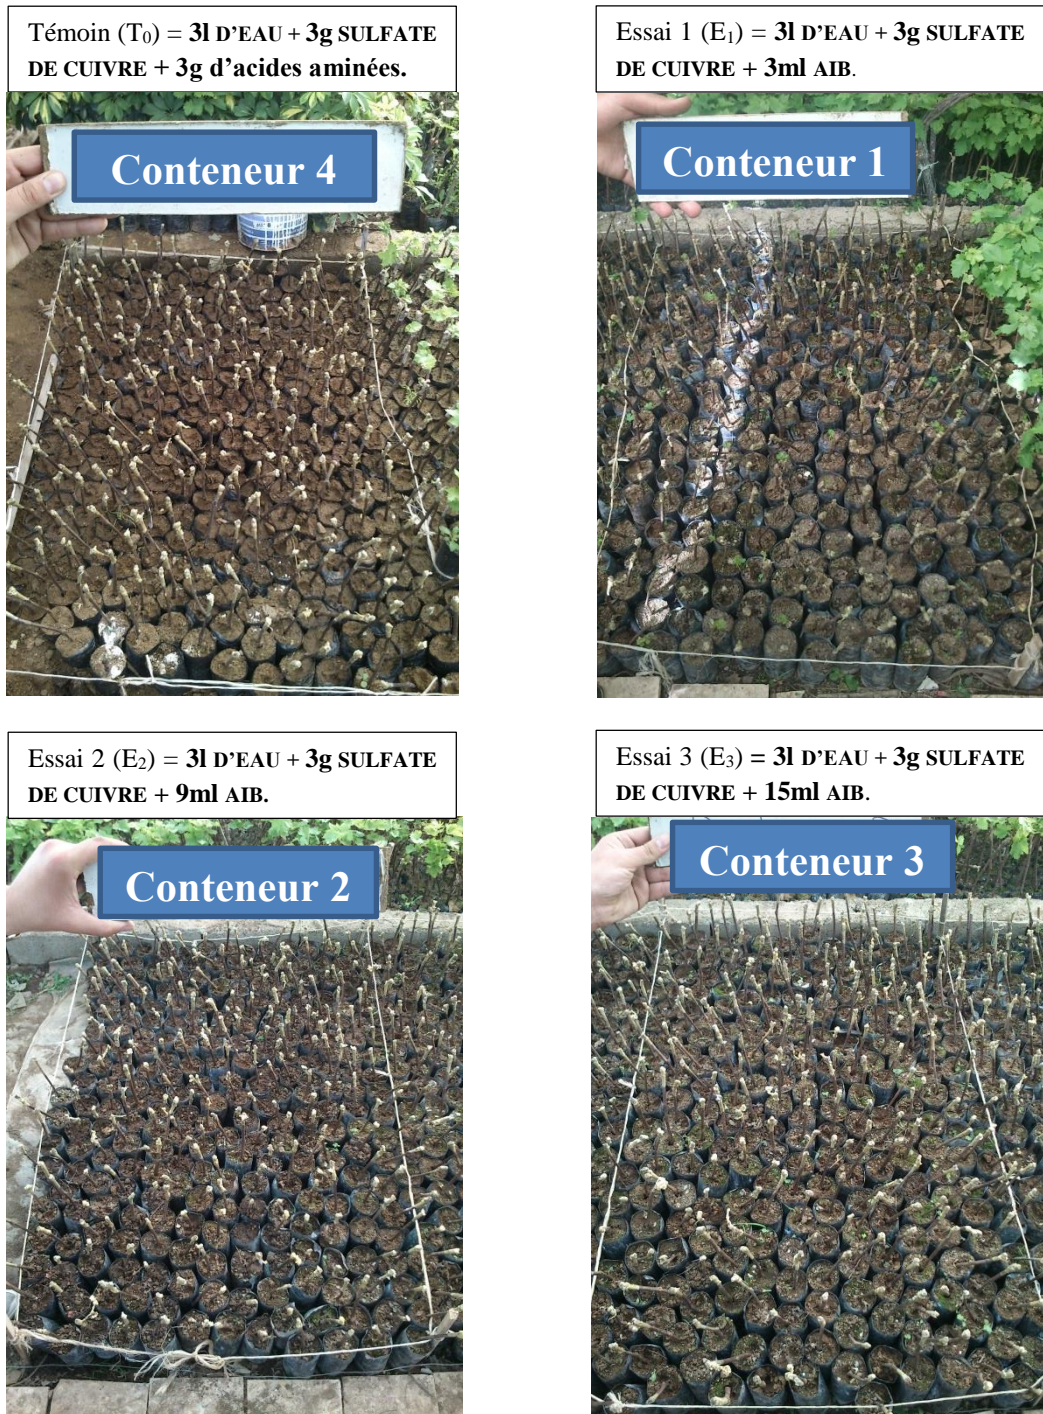 Témoin (T₀) = 3l D'EAU + 3g SULFATE
DE CUIVRE + 3g d'acides aminées.
Conteneur 4
Essai 1 (E₁) = 3l D'EAU + 3g SULFATE
DE CUIVRE + 3ml AIB.
Conteneur 1
Essai 2 (E₂) = 3l D'EAU + 3g SULFATE
DE CUIVRE + 9ml AIB.
Conteneur 2
Essai 3 (E₃) = 3l D'EAU + 3g SULFATE
DE CUIVRE + 15ml AIB.
Conteneur 3